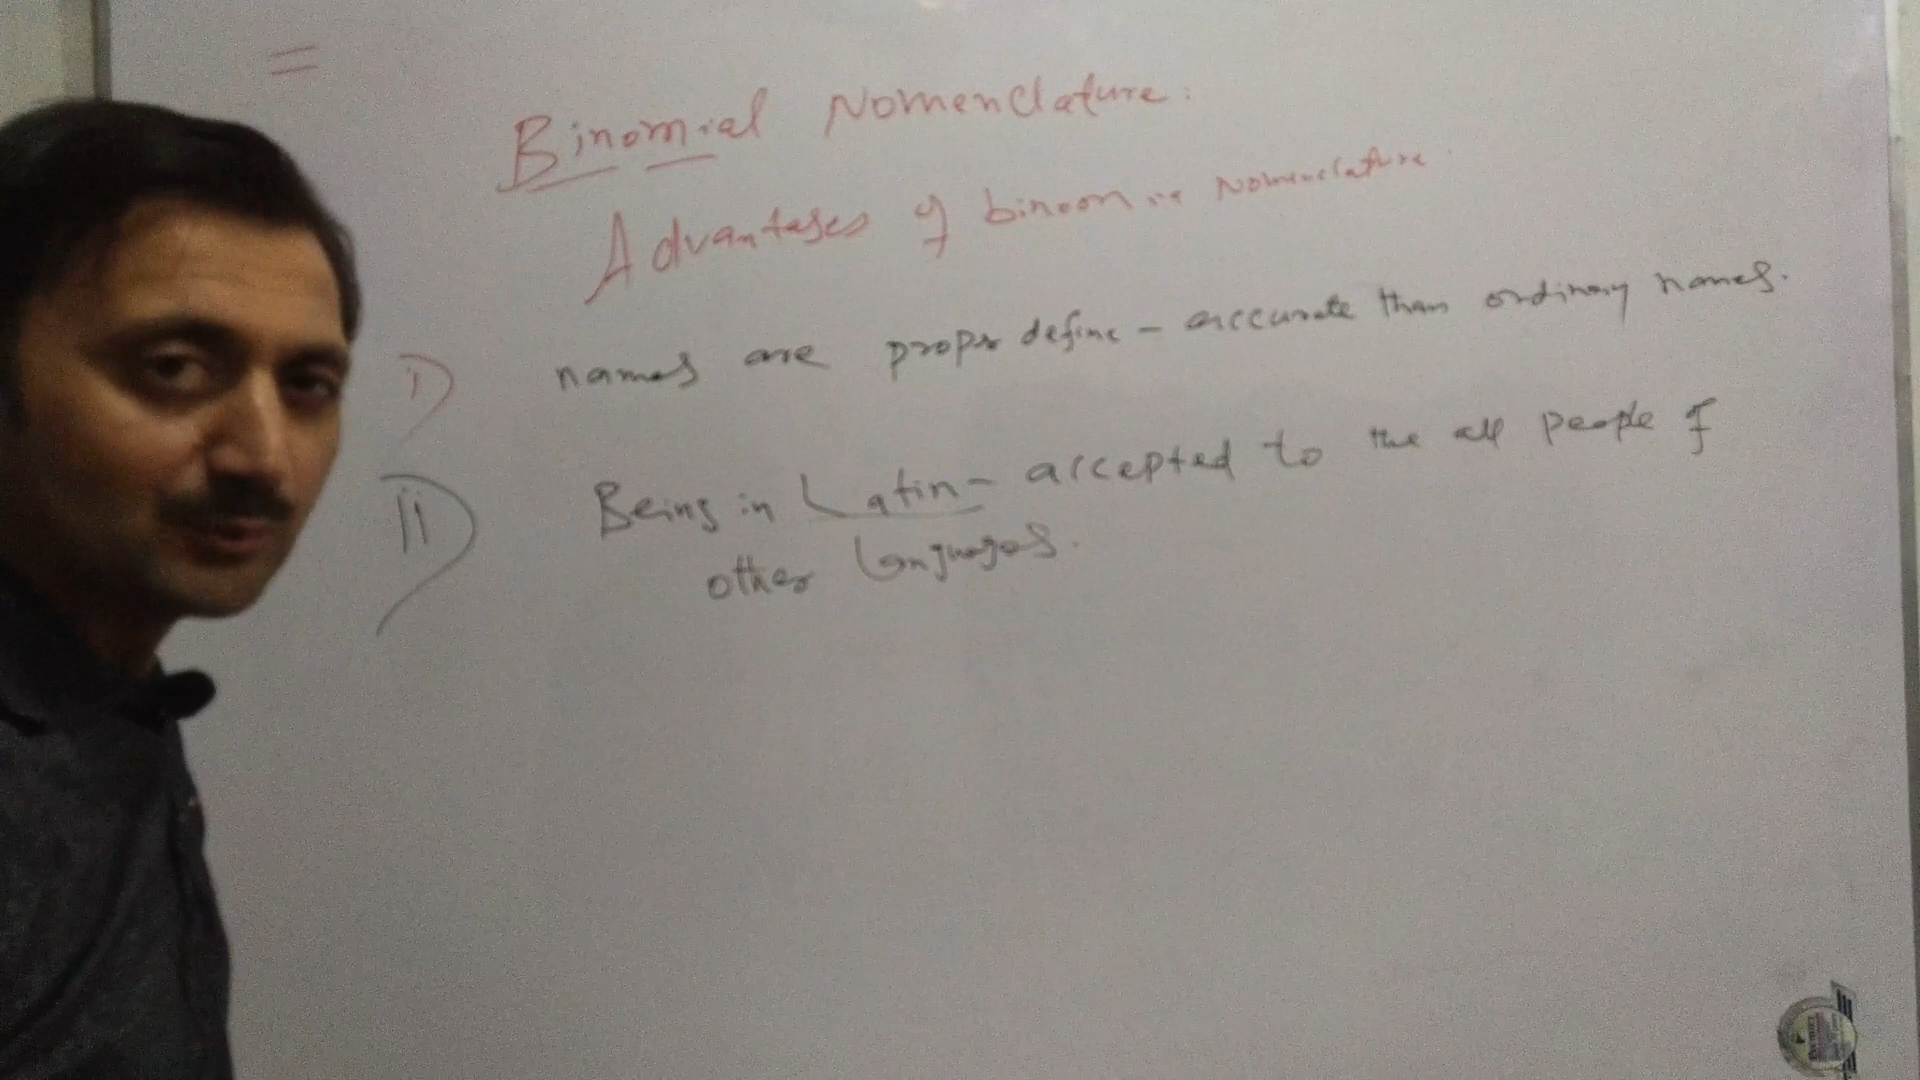 Binomial Nomenclature:
Advantages of binomial Nomenclature.
i) names are proper define - accurate than ordinary names.
ii) Being in Latin - accepted to the all people of
other languages.